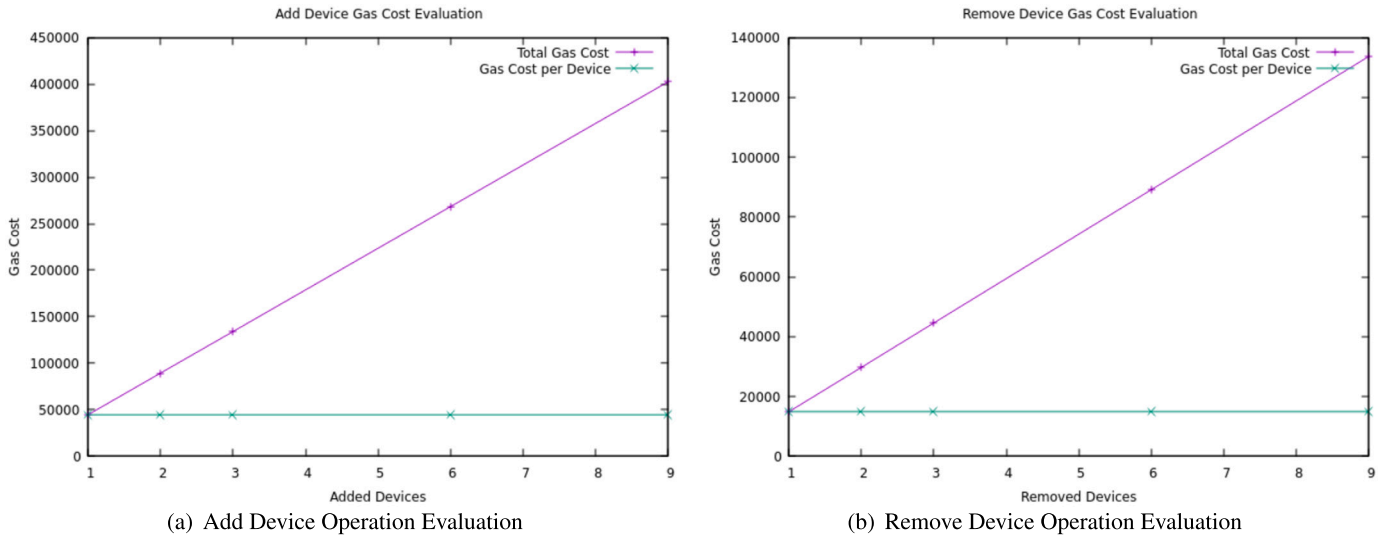 Add Device Gas Cost Evaluation
450000
400000
350000
300000
250000
200000
150000
100000
50000
0
Gas Cost
Total Gas Cost
Gas Cost per Device
1 2 3 4 5 6 7 8 9
Added Devices
(a) Add Device Operation Evaluation
Remove Device Gas Cost Evaluation
140000
120000
100000
80000
60000
40000
20000
0
Gas Cost
Total Gas Cost
Gas Cost per Device
1 2 3 4 5 6 7 8 9
Removed Devices
(b) Remove Device Operation Evaluation